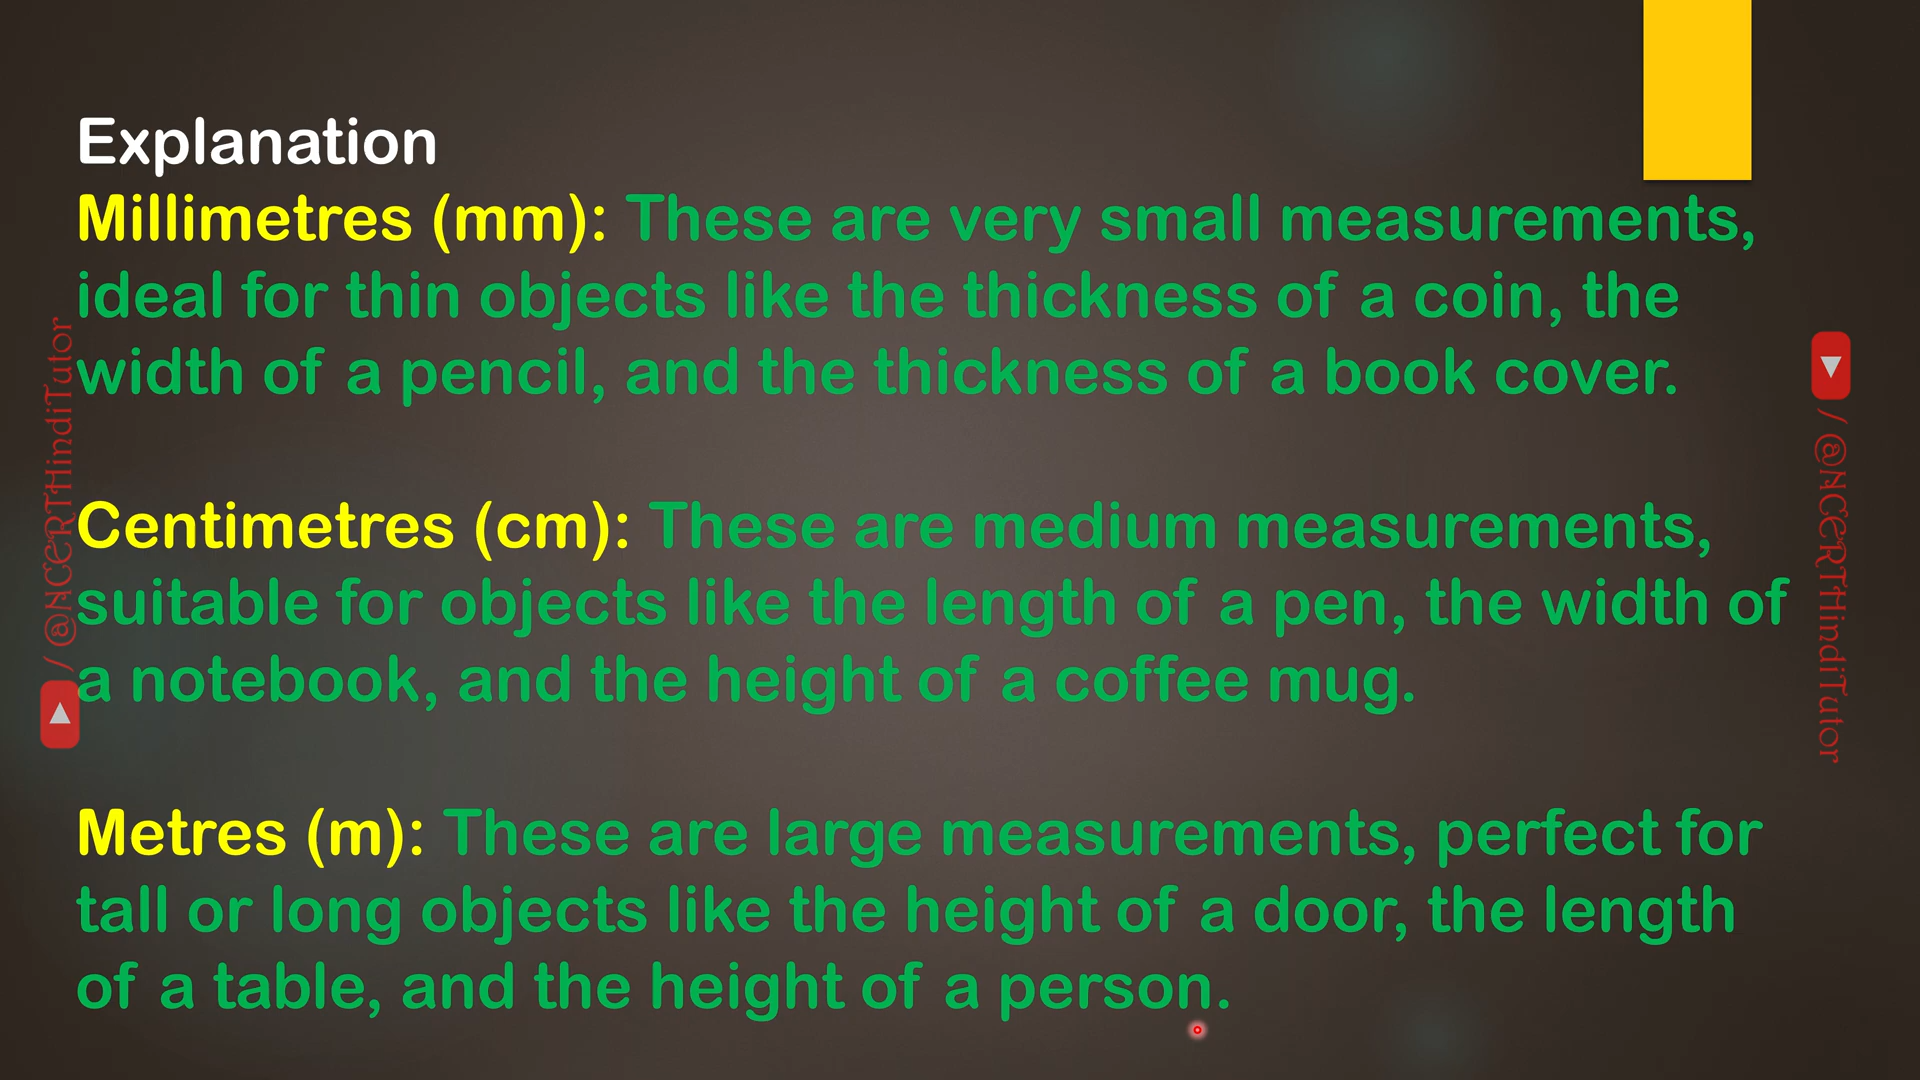 Explanation
Millimetres (mm): These are very small measurements,
ideal for thin objects like the thickness of a coin, the
width of a pencil, and the thickness of a book cover.
Centimetres (cm): These are medium measurements,
suitable for objects like the length of a pen, the width of
a notebook, and the height of a coffee mug.
Metres (m): These are large measurements, perfect for
tall or long objects like the height of a door, the length
of a table, and the height of a person.
/ @NCERTHindiTutor
/ @NCERTHindiTutor